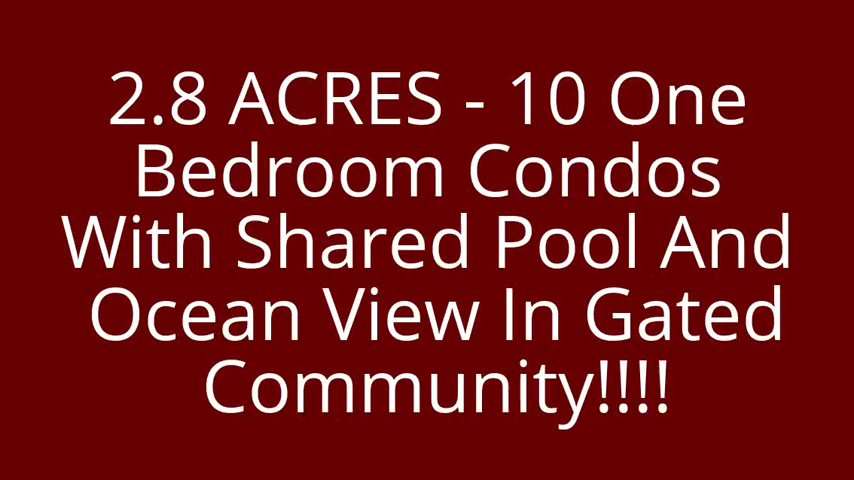 2.8 ACRES - 10 One
Bedroom Condos
With Shared Pool And
Ocean View In Gated
Community!!!!